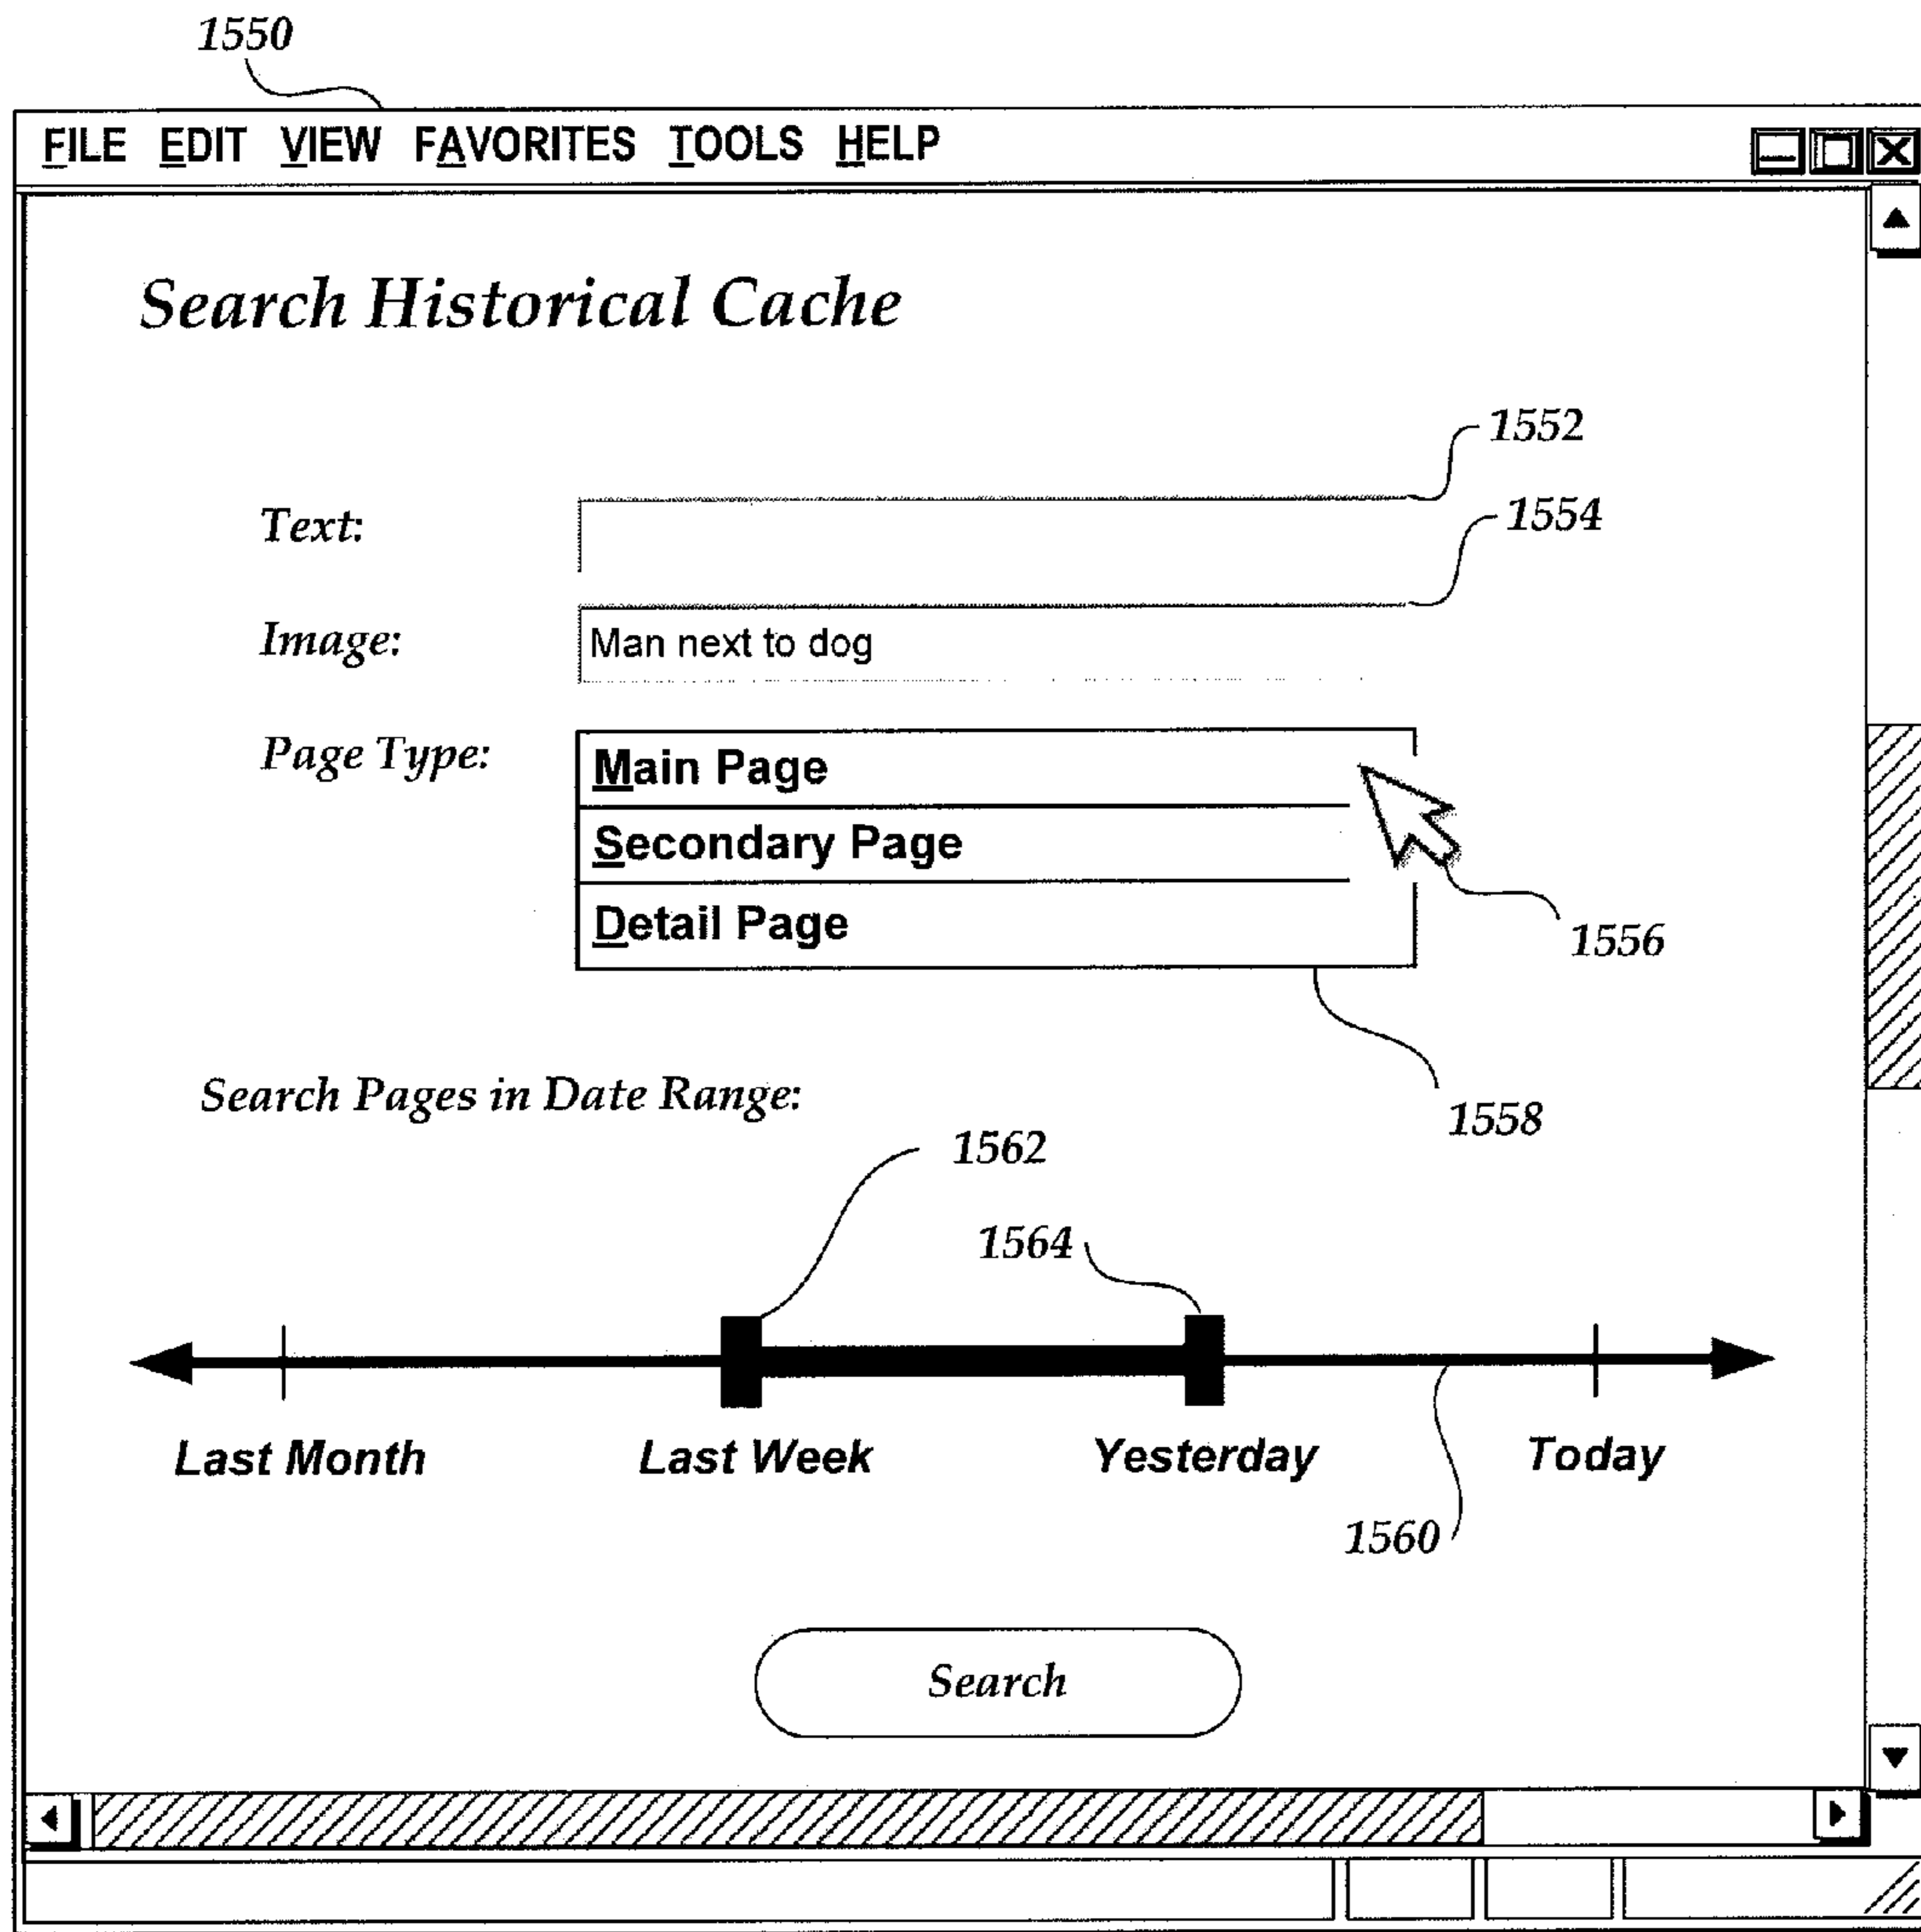 1550
FILE EDIT VIEW FAVORITES TOOLS HELP
Search Historical Cache
1552
Text:
1554
Image: Man next to dog
Page Type: Main Page
Secondary Page
Detail Page
1556
1558
Search Pages in Date Range:
1562
1564
Last Month Last Week Yesterday Today
1560
Search